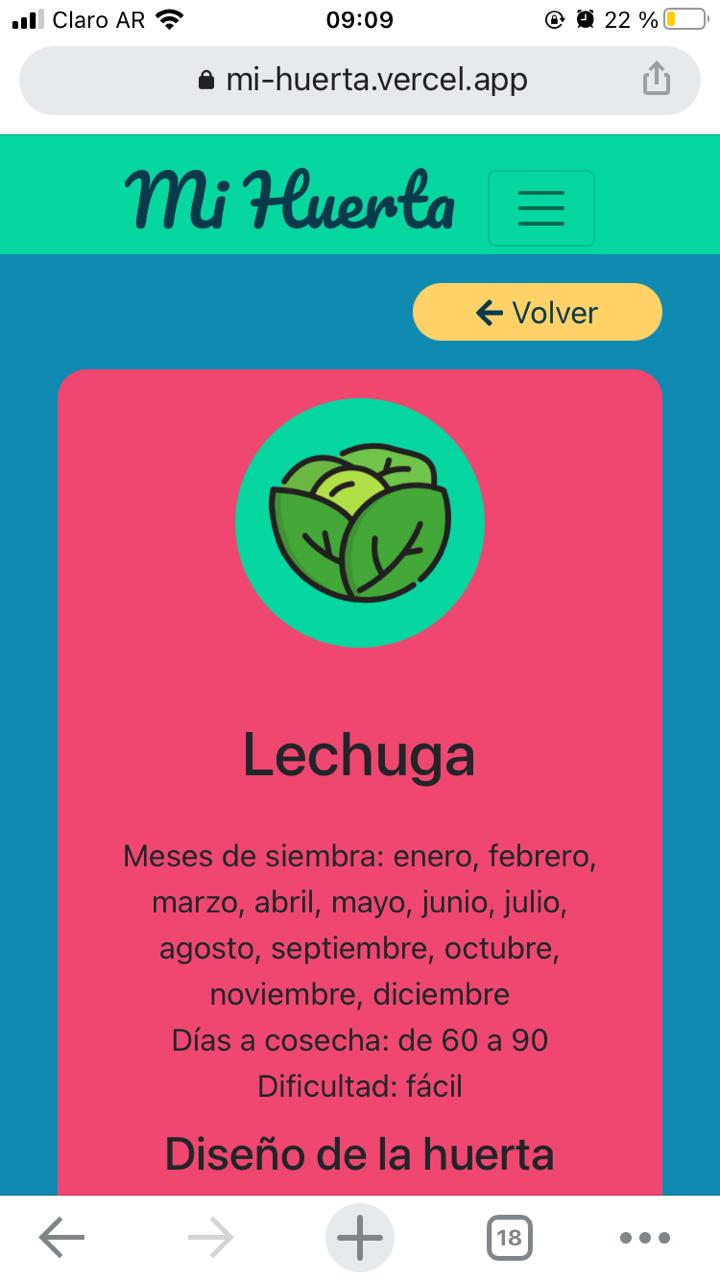 Claro AR 09:09 22 %
mi-huerta.vercel.app
Mi Huerta
Volver
Lechuga
Meses de siembra: enero, febrero,
marzo, abril, mayo, junio, julio,
agosto, septiembre, octubre,
noviembre, diciembre
Días a cosecha: de 60 a 90
Dificultad: fácil
Diseño de la huerta
18